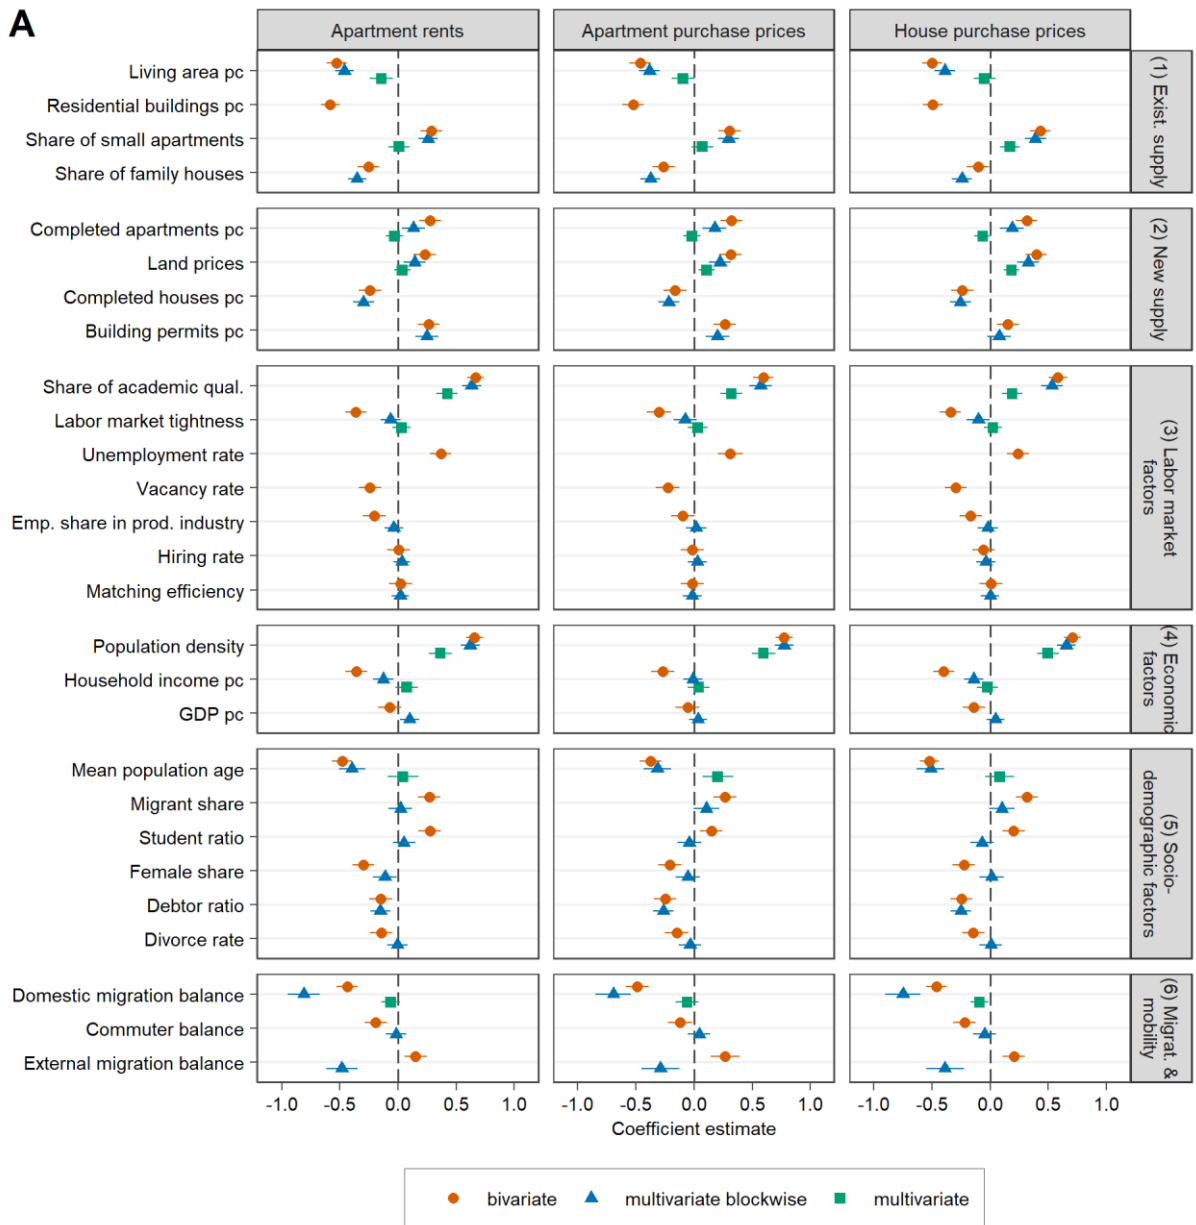 A
Apartment rents
Apartment purchase prices
House purchase prices
Living area pc
Residential buildings pc
Share of small apartments
Share of family houses
(1) Exist. supply
Completed apartments pc
Land prices
Completed houses pc
Building permits pc
(2) New supply
Share of academic qual.
Labor market tightness
Unemployment rate
Vacancy rate
Emp. share in prod. industry
Hiring rate
Matching efficiency
(3) Labor market
factors
Population density
Household income pc
GDP pc
(4) Economic
factors
Mean population age
Migrant share
Student ratio
Female share
Debtor ratio
Divorce rate
(5) Socio-
demographic factors
Domestic migration balance
Commuter balance
External migration balance
(6) Migrat. &
mobility
-1.0 -0.5 0.0 0.5 1.0
-1.0 -0.5 0.0 0.5 1.0
-1.0 -0.5 0.0 0.5 1.0
Coefficient estimate
bivariate
multivariate blockwise
multivariate